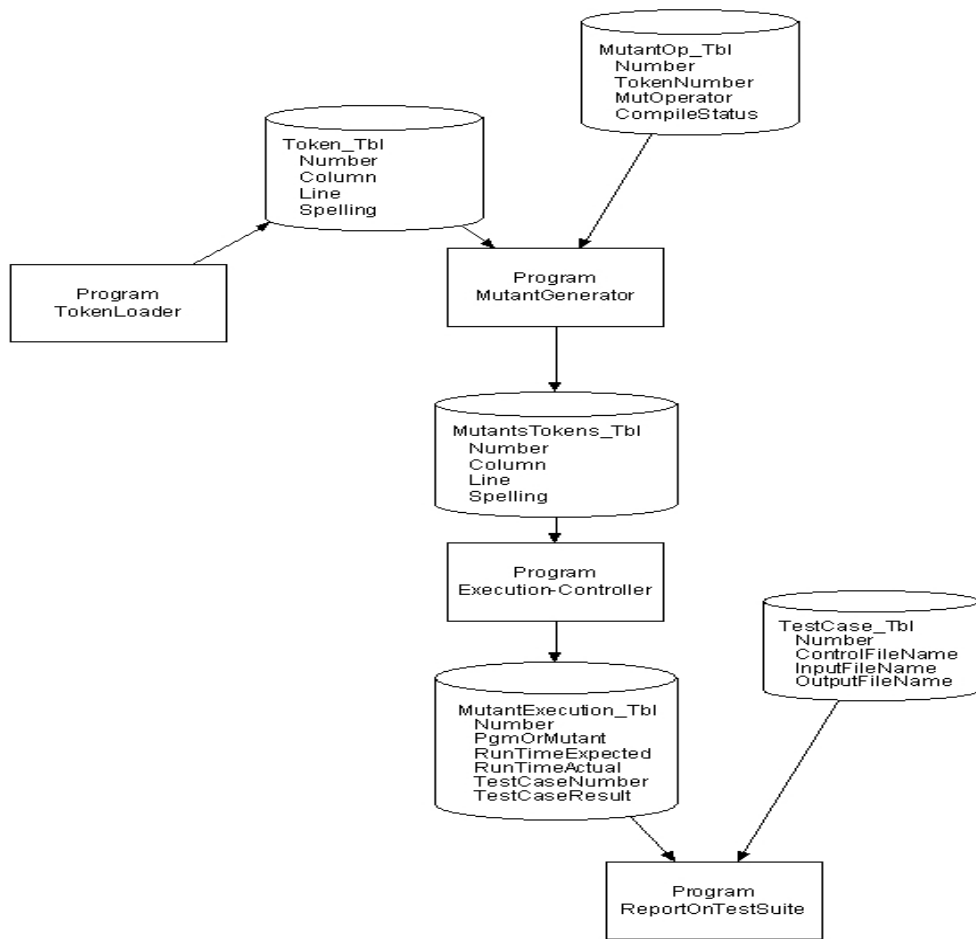 MutantOp_Tbl
Number
TokenNumber
MutOperator
CompileStatus
Token_Tbl
Number
Column
Line
Spelling
Program
TokenLoader
Program
MutantGenerator
MutantsTokens_Tbl
Number
Column
Line
Spelling
Program
Execution-Controller
TestCase_Tbl
Number
ControlFileName
InputFileName
OutputFileName
MutantExecution_Tbl
Number
PgmOrMutant
RunTimeExpected
RunTimeActual
TestCaseNumber
TestCaseResult
Program
ReportOnTestSuite